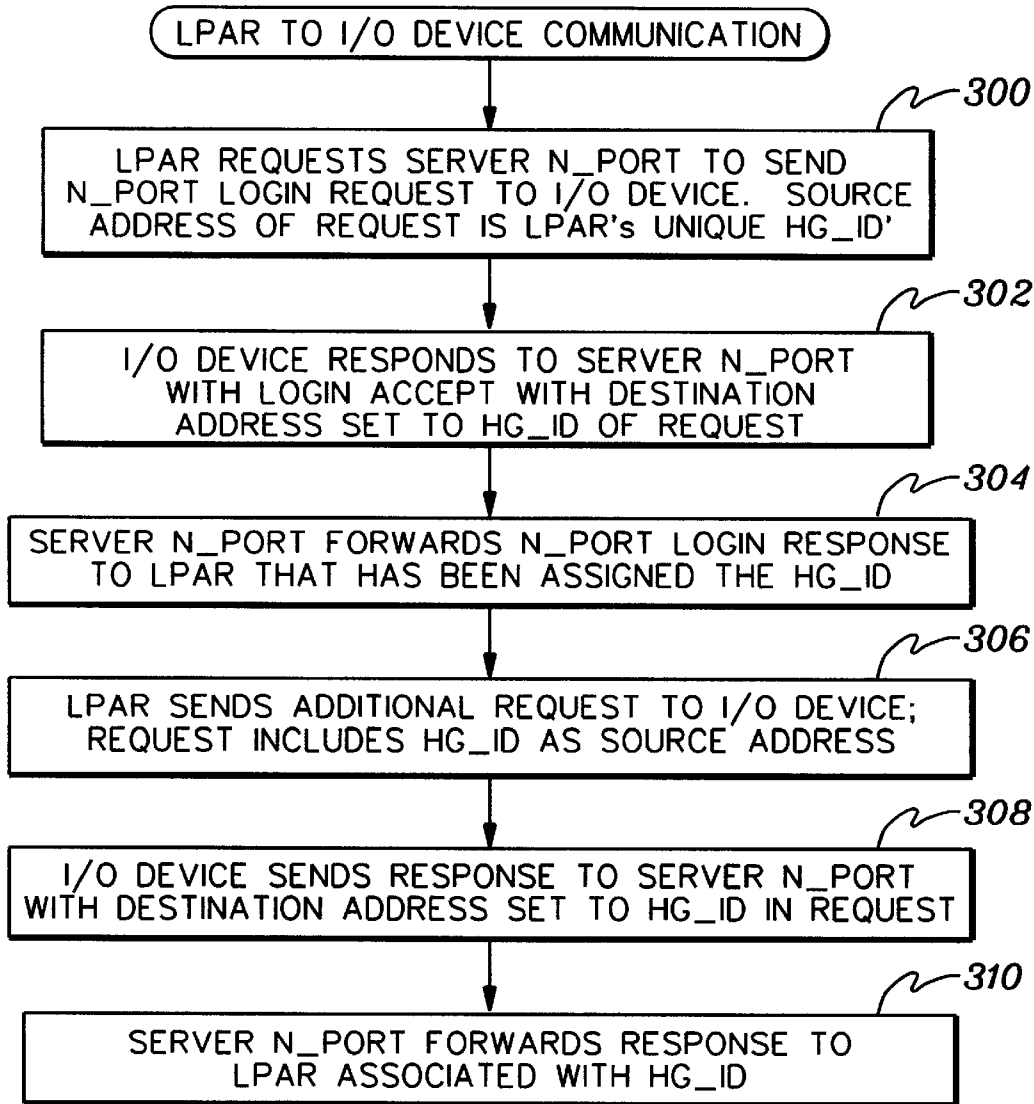 LPAR TO I/O DEVICE COMMUNICATION
300
LPAR REQUESTS SERVER N_PORT TO SEND
N_PORT LOGIN REQUEST TO I/O DEVICE. SOURCE
ADDRESS OF REQUEST IS LPAR's UNIQUE HG_ID'
302
I/O DEVICE RESPONDS TO SERVER N_PORT
WITH LOGIN ACCEPT WITH DESTINATION
ADDRESS SET TO HG_ID OF REQUEST
304
SERVER N_PORT FORWARDS N_PORT LOGIN RESPONSE
TO LPAR THAT HAS BEEN ASSIGNED THE HG_ID
306
LPAR SENDS ADDITIONAL REQUEST TO I/O DEVICE;
REQUEST INCLUDES HG_ID AS SOURCE ADDRESS
308
I/O DEVICE SENDS RESPONSE TO SERVER N_PORT
WITH DESTINATION ADDRESS SET TO HG_ID IN REQUEST
310
SERVER N_PORT FORWARDS RESPONSE TO
LPAR ASSOCIATED WITH HG_ID